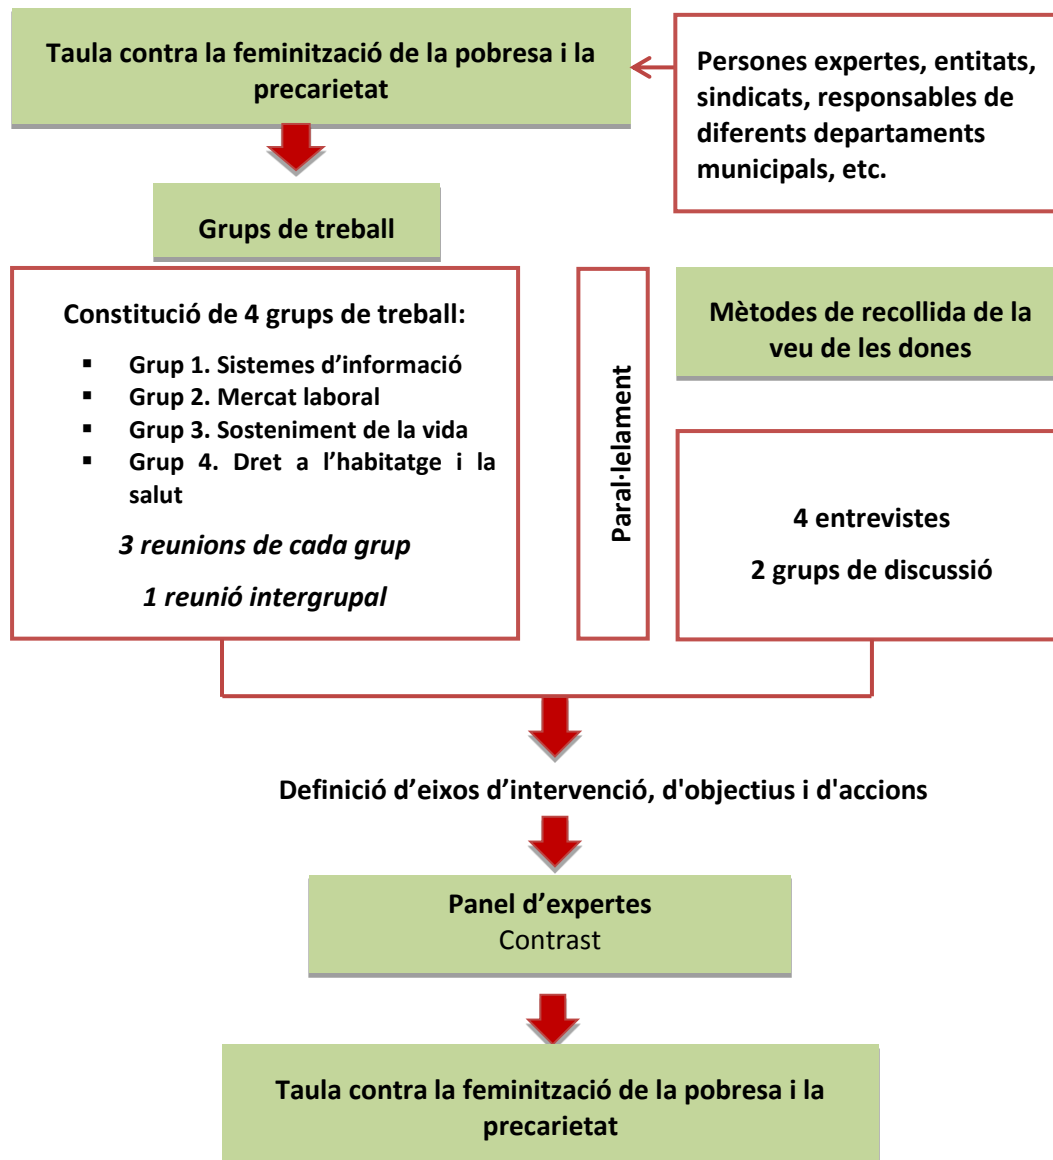 Taula contra la feminització de la pobresa i la
precarietat
Persones expertes, entitats,
sindicats, responsables de
diferents departaments
municipals, etc.
Grups de treball
Constitució de 4 grups de treball:
▪ Grup 1. Sistemes d’informació
▪ Grup 2. Mercat laboral
▪ Grup 3. Sosteniment de la vida
▪ Grup 4. Dret a l’habitatge i la
salut
3 reunions de cada grup
1 reunió intergrupal
Paral·lelament
Mètodes de recollida de la
veu de les dones
4 entrevistes
2 grups de discussió
Definició d’eixos d’intervenció, d'objectius i d'accions
Panel d’expertes
Contrast
Taula contra la feminització de la pobresa i la
precarietat